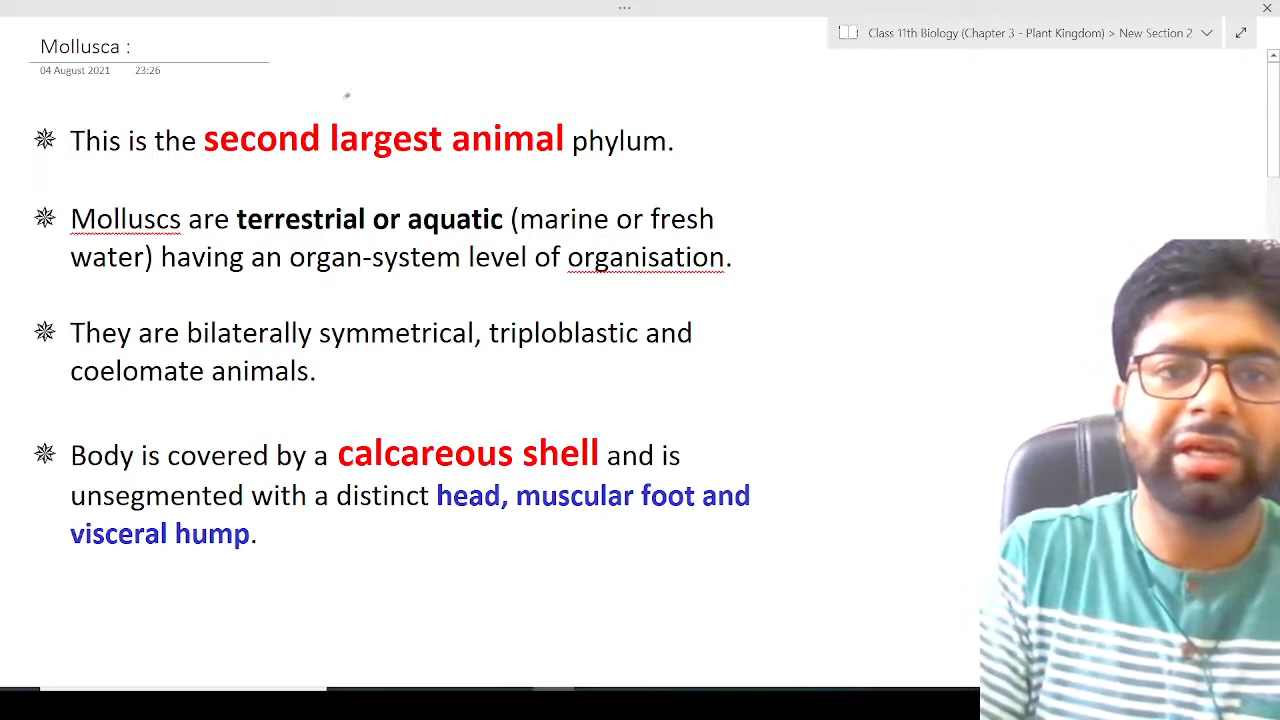 Class 11th Biology (Chapter 3 - Plant Kingdom) > New Section 2
Mollusca :
04 August 2021 23:26
This is the second largest animal phylum.
Molluscs are terrestrial or aquatic (marine or fresh
water) having an organ-system level of organisation.
They are bilaterally symmetrical, triploblastic and
coelomate animals.
Body is covered by a calcareous shell and is
unsegmented with a distinct head, muscular foot and
visceral hump.